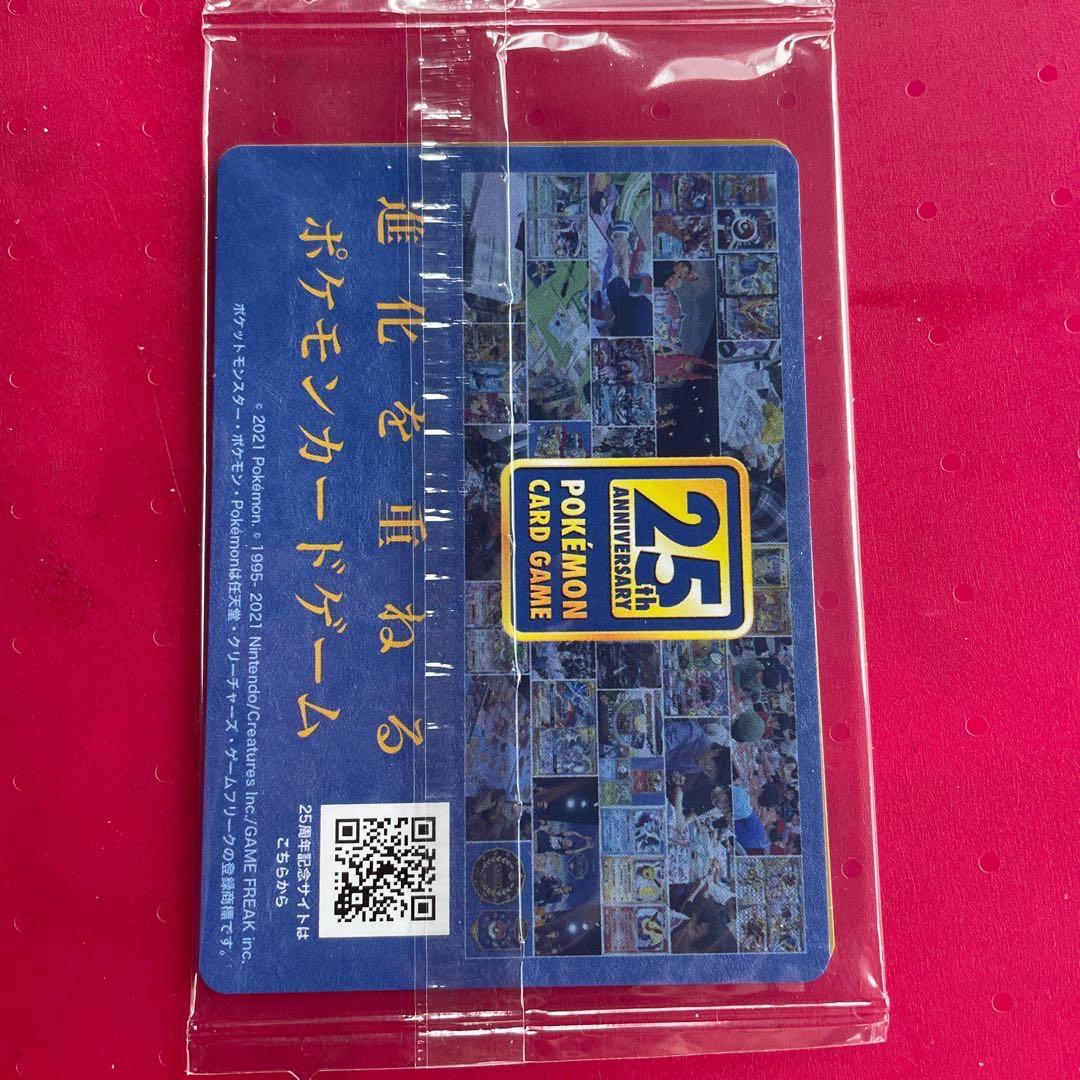 25th
ANNIVERSARY
POKÉMON
CARD GAME
進化を重ねる
ポケモンカードゲーム
25周年記念サイトは
こちらから
© 2021 Pokémon. © 1995- 2021 Nintendo/Creatures Inc./GAME FREAK inc.
ポケットモンスター・ポケモン・Pokémonは任天堂・クリーチャーズ・ゲームフリークの登録商標です。